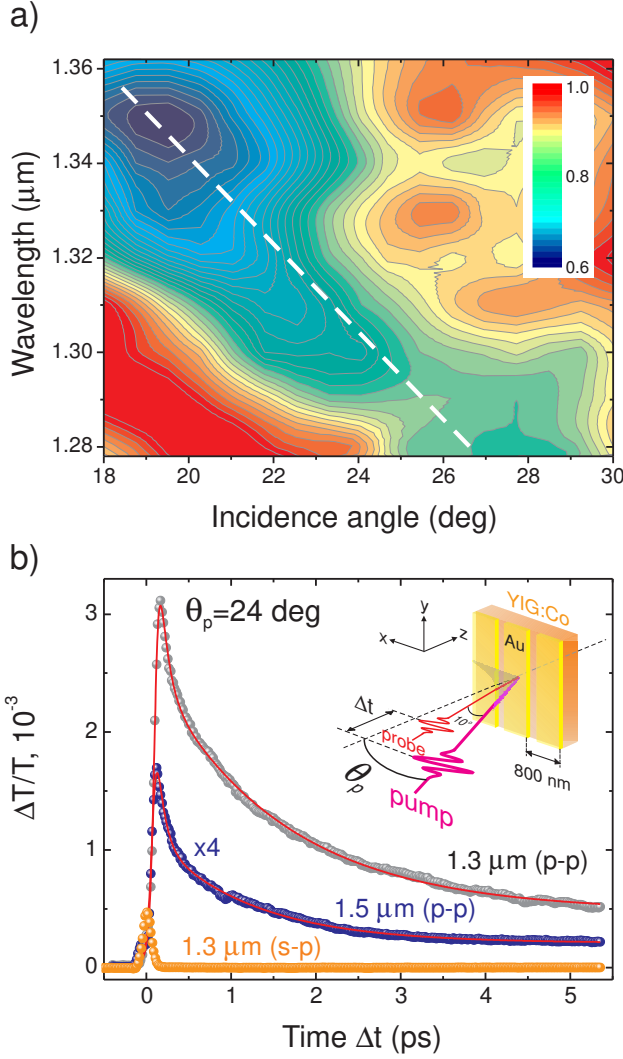 a)
1.36
1.34
1.32
1.30
1.28
Wavelength (μm)
1.0
0.8
0.6
18 20 22 24 26 28 30
Incidence angle (deg)
b)
θp=24 deg
YIG:Co
Au
y
x
z
Δt
10°
probe
θp
pump
800 nm
3
2
1
0
ΔT/T, 10-3
x4
1.3 μm (p-p)
1.5 μm (p-p)
1.3 μm (s-p)
0 1 2 3 4 5
Time Δt (ps)